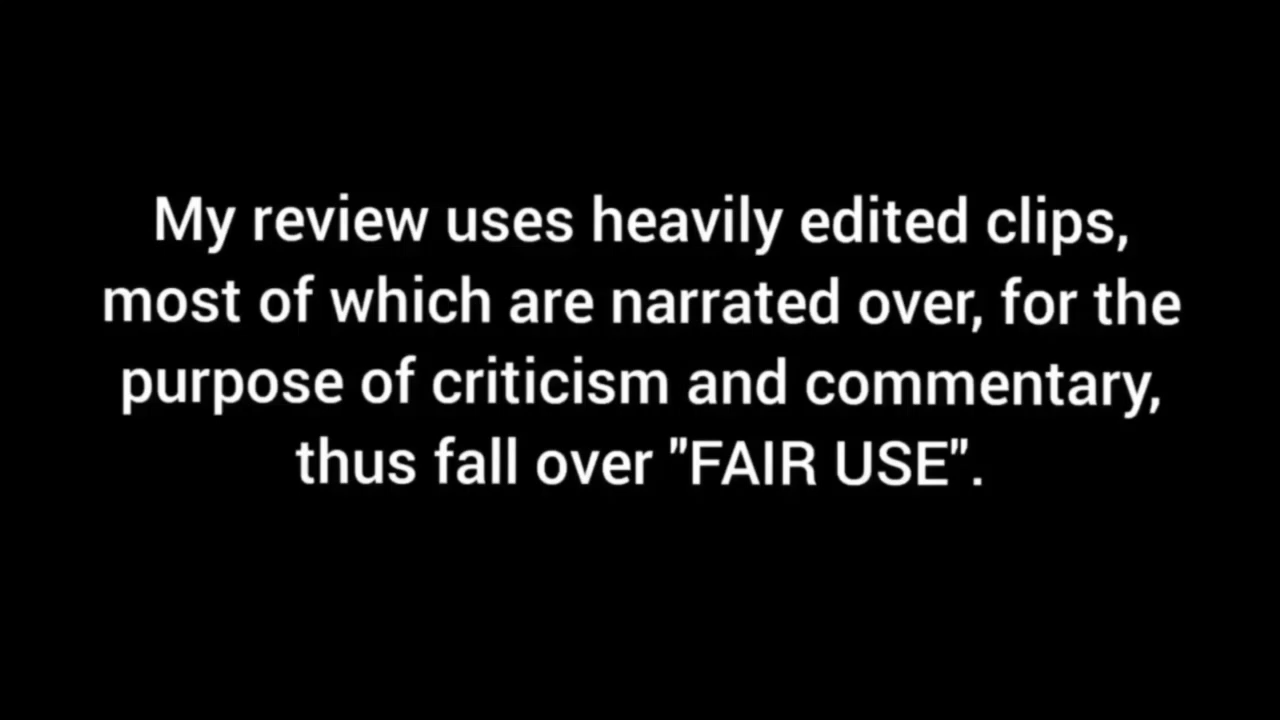 My review uses heavily edited clips,
most of which are narrated over, for the
purpose of criticism and commentary,
thus fall over "FAIR USE".